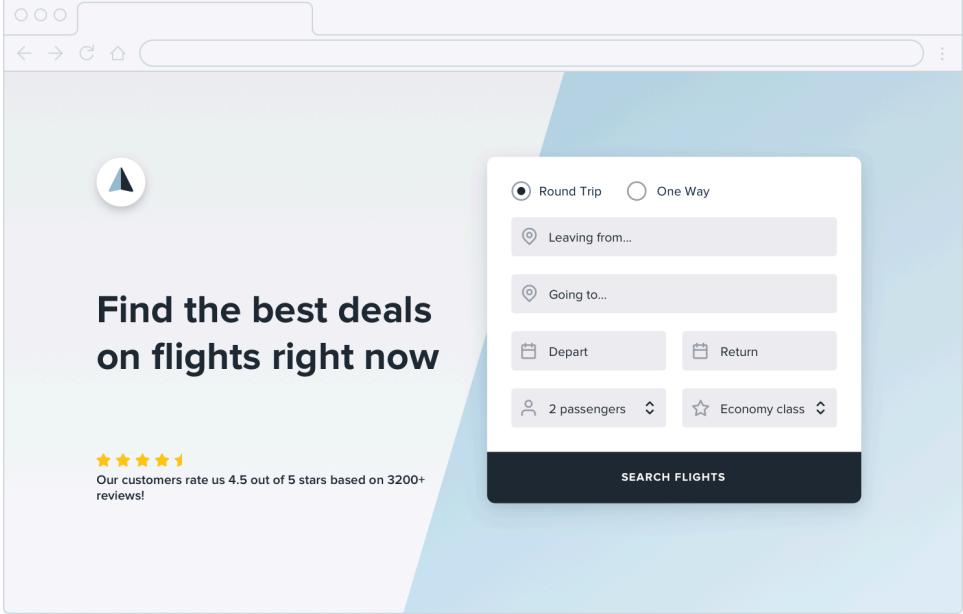 Find the best deals
on flights right now
Our customers rate us 4.5 out of 5 stars based on 3200+
reviews!
Round Trip
One Way
Leaving from...
Going to...
Depart
Return
2 passengers
Economy class
SEARCH FLIGHTS